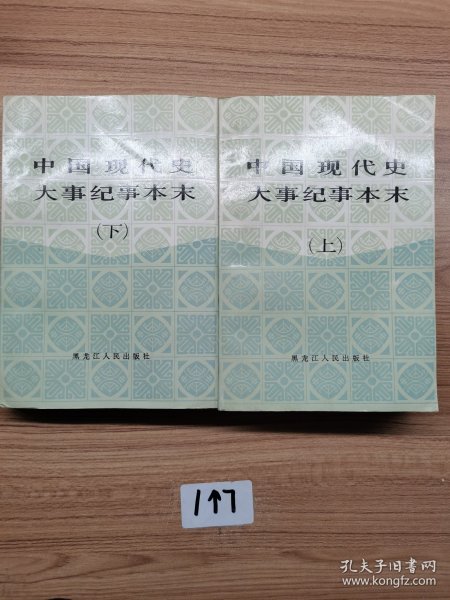 中国现代史
大事纪事本末
(下)
黑龙江人民出版社
中国现代史
大事纪事本末
(上)
黑龙江人民出版社
1↑7
孔夫子旧书网
www.kongfz.com